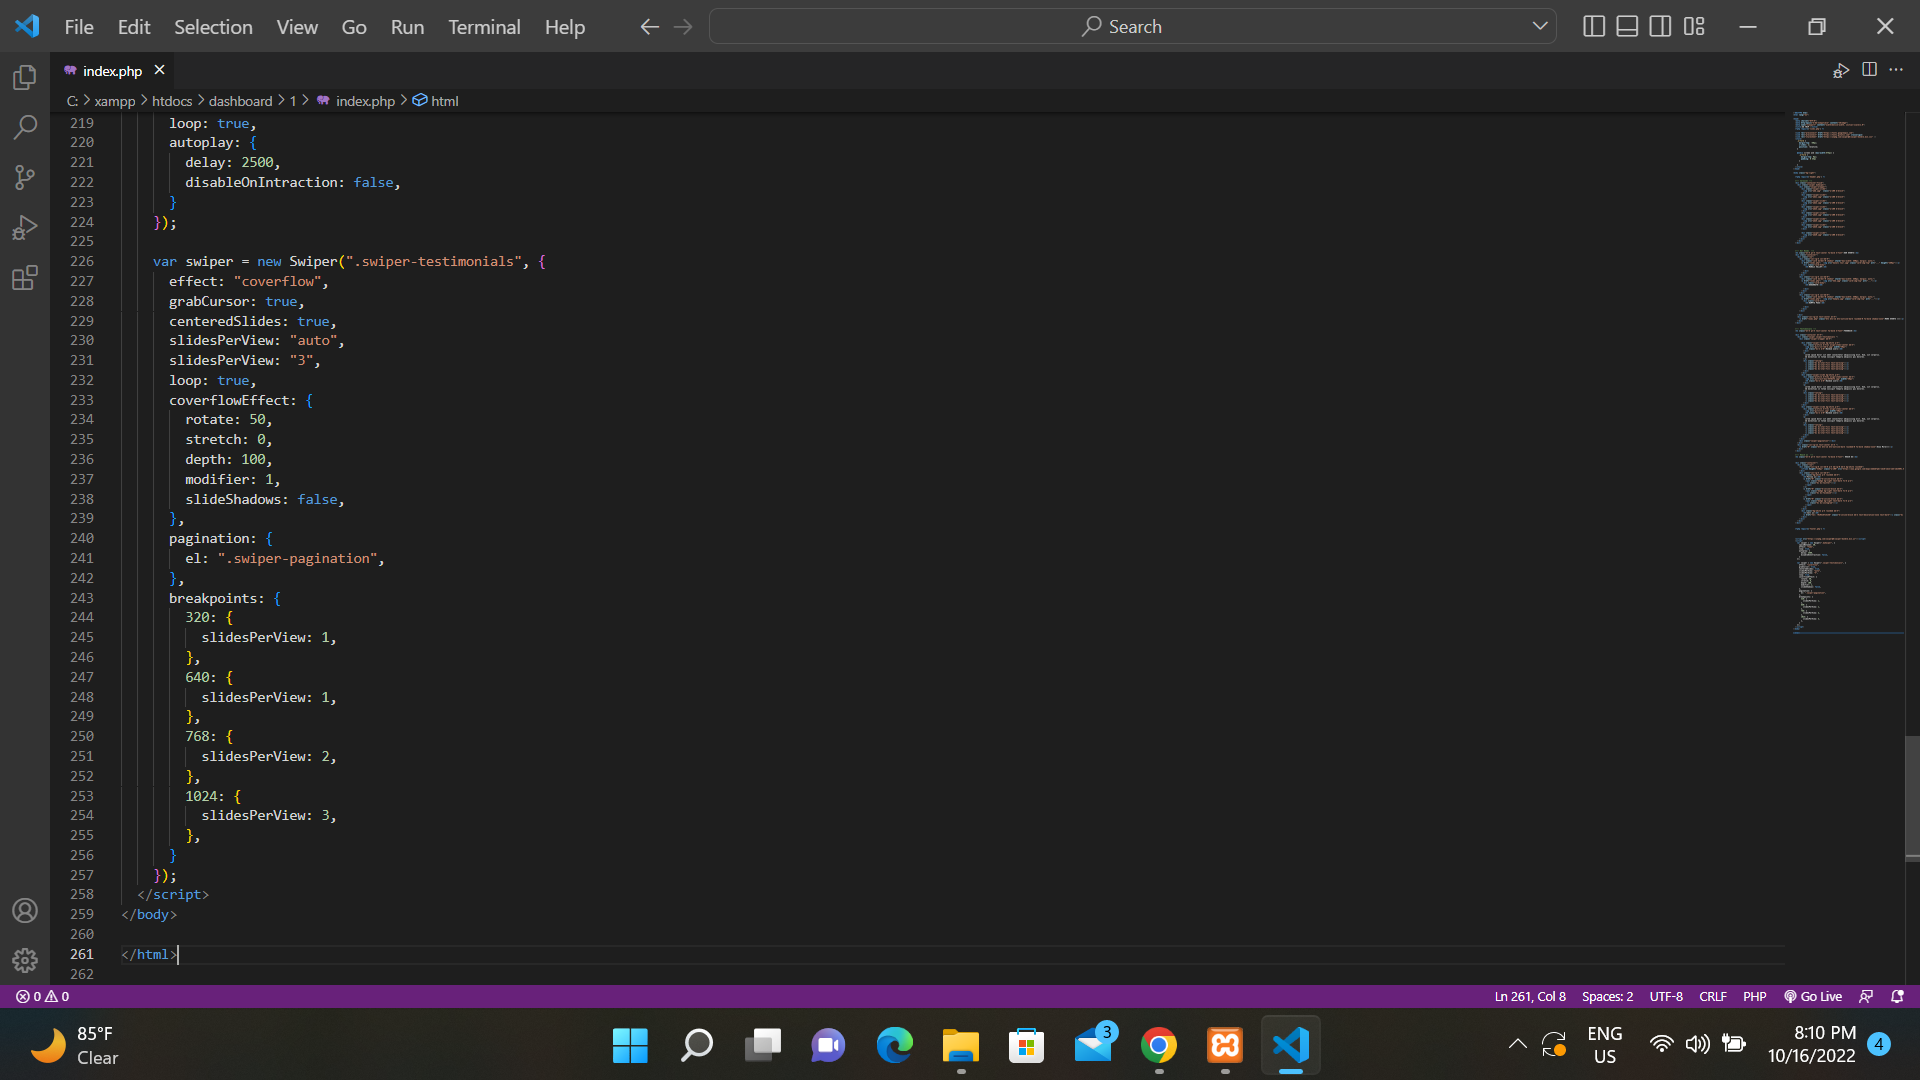 File Edit Selection View Go Run Terminal Help Search
index.php
C: > xampp > htdocs > dashboard > 1 > index.php > html
219 loop: true,
220 autoplay: {
221 delay: 2500,
222 disableOnIntraction: false,
223 }
224 });
225
226 var swiper = new Swiper(".swiper-testimonials", {
227 effect: "coverflow",
228 grabCursor: true,
229 centeredSlides: true,
230 slidesPerView: "auto",
231 slidesPerView: "3",
232 loop: true,
233 coverflowEffect: {
234 rotate: 50,
235 stretch: 0,
236 depth: 100,
237 modifier: 1,
238 slideShadows: false,
239 },
240 pagination: {
241 el: ".swiper-pagination",
242 },
243 breakpoints: {
244 320: {
245 slidesPerView: 1,
246 },
247 640: {
248 slidesPerView: 1,
249 },
250 768: {
251 slidesPerView: 2,
252 },
253 1024: {
254 slidesPerView: 3,
255 },
256 }
257 });
258 </script>
259 </body>
260
261 </html>
262
0 0 Ln 261, Col 8 Spaces: 2 UTF-8 CRLF PHP Go Live
85°F
Clear
3
ENG
US
8:10 PM
10/16/2022
4